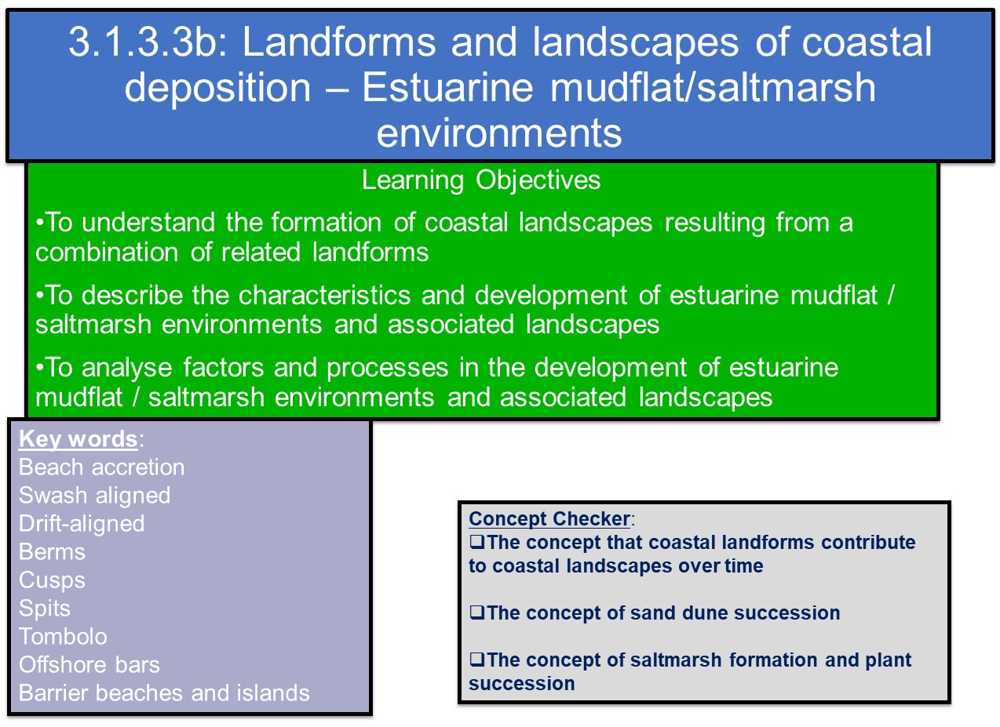 3.1.3.3b: Landforms and landscapes of coastal
deposition – Estuarine mudflat/saltmarsh
environments
Learning Objectives
•To understand the formation of coastal landscapes resulting from a
combination of related landforms
•To describe the characteristics and development of estuarine mudflat /
saltmarsh environments and associated landscapes
•To analyse factors and processes in the development of estuarine
mudflat / saltmarsh environments and associated landscapes
Key words:
Beach accretion
Swash aligned
Drift-aligned
Berms
Cusps
Spits
Tombolo
Offshore bars
Barrier beaches and islands
Concept Checker:
❑The concept that coastal landforms contribute
to coastal landscapes over time
❑The concept of sand dune succession
❑The concept of saltmarsh formation and plant
succession